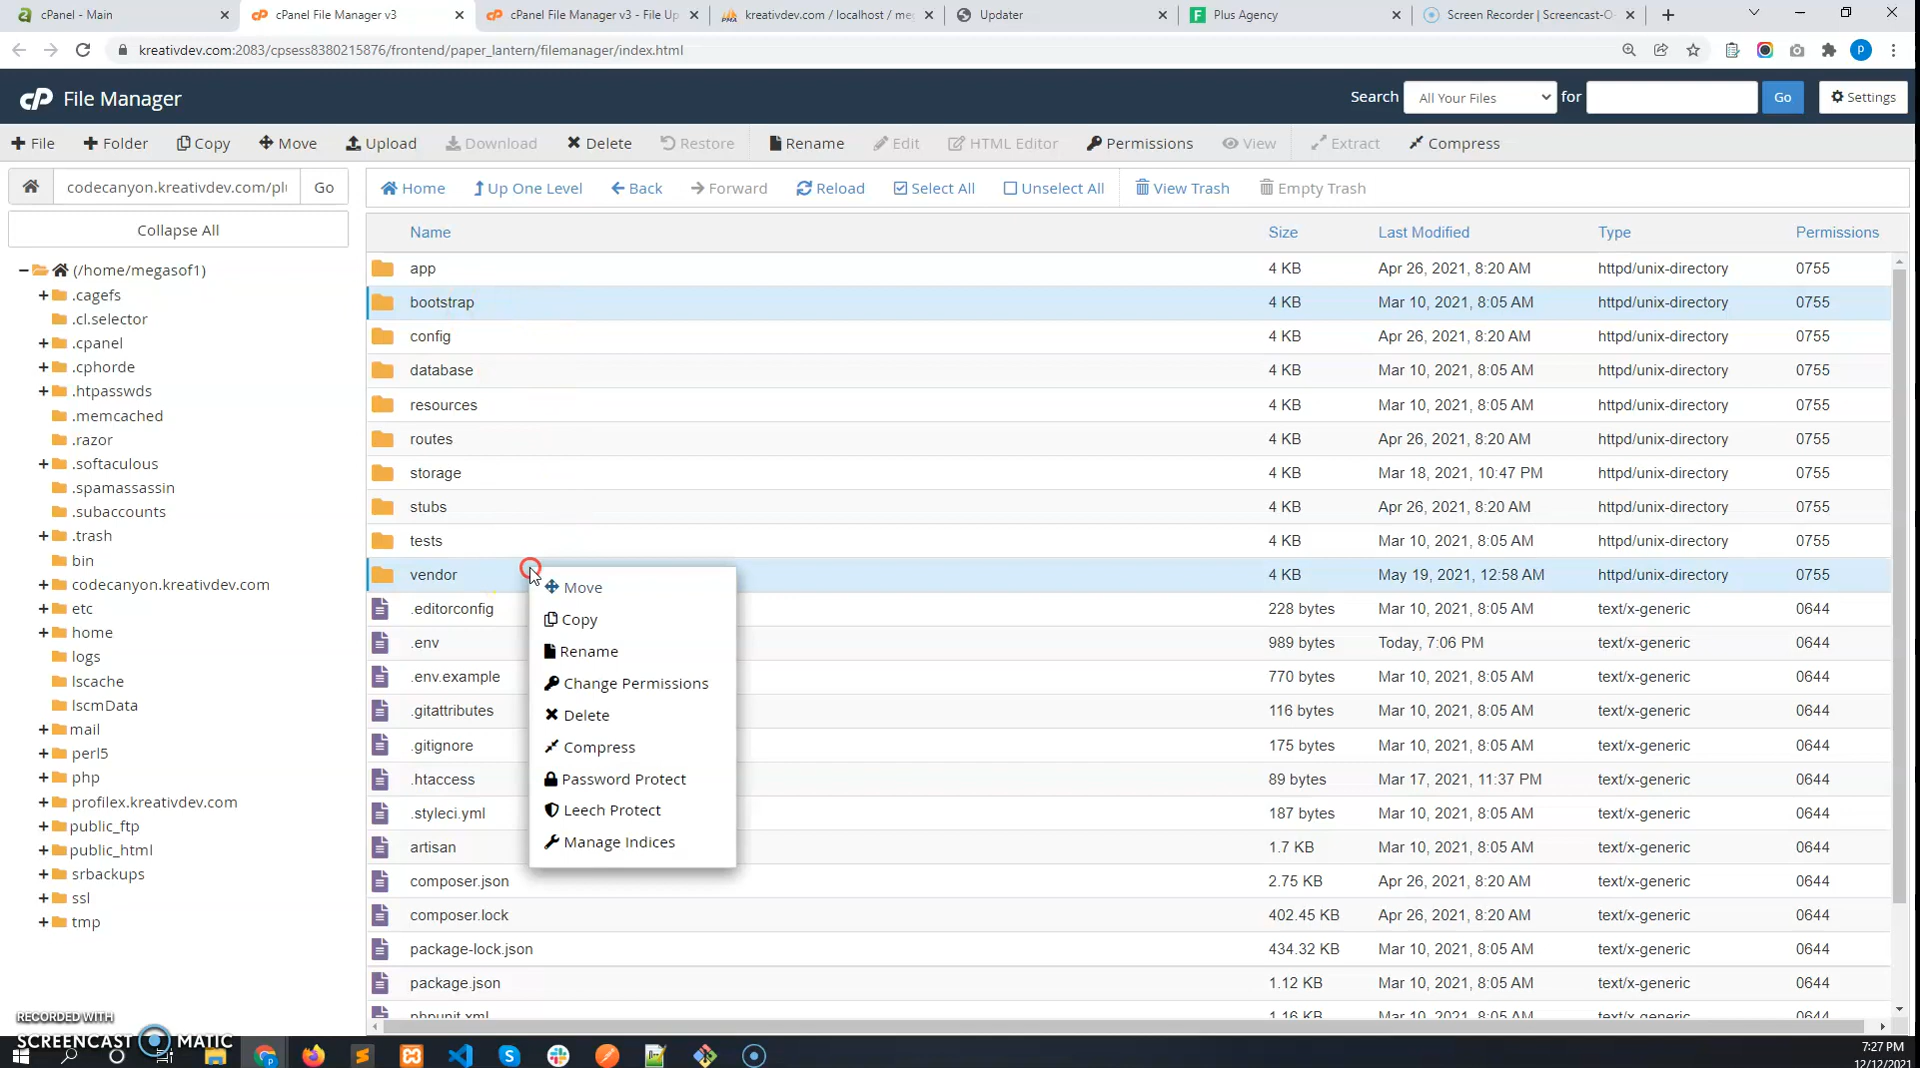 cPanel - Main
cPanel File Manager v3
cPanel File Manager v3 - File Up
kreativdev.com / localhost / me
Updater
Plus Agency
Screen Recorder | Screencast-O-
kreativdev.com:2083/cpsess8380215876/frontend/paper_lantern/filemanager/index.html
P
cP File Manager
Search
All Your Files
for
Go
Settings
File
Folder
Copy
Move
Upload
Download
Delete
Restore
Rename
Edit
HTML Editor
Permissions
View
Extract
Compress
codecanyon.kreativdev.com/plu
Go
Home
Up One Level
Back
Forward
Reload
Select All
Unselect All
View Trash
Empty Trash
Collapse All
(/home/megasof1)
.cagefs
.cl.selector
.cpanel
.cphorde
.htpasswds
.memcached
.razor
.softaculous
.spamassassin
.subaccounts
.trash
bin
codecanyon.kreativdev.com
etc
home
logs
lscache
lscmData
mail
perl5
php
profilex.kreativdev.com
public_ftp
public_html
srbackups
ssl
tmp
Name Size Last Modified Type Permissions
app 4 KB Apr 26, 2021, 8:20 AM httpd/unix-directory 0755
bootstrap 4 KB Mar 10, 2021, 8:05 AM httpd/unix-directory 0755
config 4 KB Apr 26, 2021, 8:20 AM httpd/unix-directory 0755
database 4 KB Mar 10, 2021, 8:05 AM httpd/unix-directory 0755
resources 4 KB Mar 10, 2021, 8:05 AM httpd/unix-directory 0755
routes 4 KB Apr 26, 2021, 8:20 AM httpd/unix-directory 0755
storage 4 KB Mar 18, 2021, 10:47 PM httpd/unix-directory 0755
stubs 4 KB Apr 26, 2021, 8:20 AM httpd/unix-directory 0755
tests 4 KB Mar 10, 2021, 8:05 AM httpd/unix-directory 0755
vendor 4 KB May 19, 2021, 12:58 AM httpd/unix-directory 0755
.editorconfig 228 bytes Mar 10, 2021, 8:05 AM text/x-generic 0644
.env 989 bytes Today, 7:06 PM text/x-generic 0644
.env.example 770 bytes Mar 10, 2021, 8:05 AM text/x-generic 0644
.gitattributes 116 bytes Mar 10, 2021, 8:05 AM text/x-generic 0644
.gitignore 175 bytes Mar 10, 2021, 8:05 AM text/x-generic 0644
.htaccess 89 bytes Mar 17, 2021, 11:37 PM text/x-generic 0644
.styleci.yml 187 bytes Mar 10, 2021, 8:05 AM text/x-generic 0644
artisan 1.7 KB Mar 10, 2021, 8:05 AM text/x-generic 0644
composer.json 2.75 KB Apr 26, 2021, 8:20 AM text/x-generic 0644
composer.lock 402.45 KB Apr 26, 2021, 8:20 AM text/x-generic 0644
package-lock.json 434.32 KB Mar 10, 2021, 8:05 AM text/x-generic 0644
package.json 1.12 KB Mar 10, 2021, 8:05 AM text/x-generic 0644
phpunit.xml 1.16 KB Mar 10, 2021, 8:05 AM text/x-generic 0644
Move
Copy
Rename
Change Permissions
Delete
Compress
Password Protect
Leech Protect
Manage Indices
RECORDED WITH
SCREENCAST MATIC
7:27 PM
12/12/2021